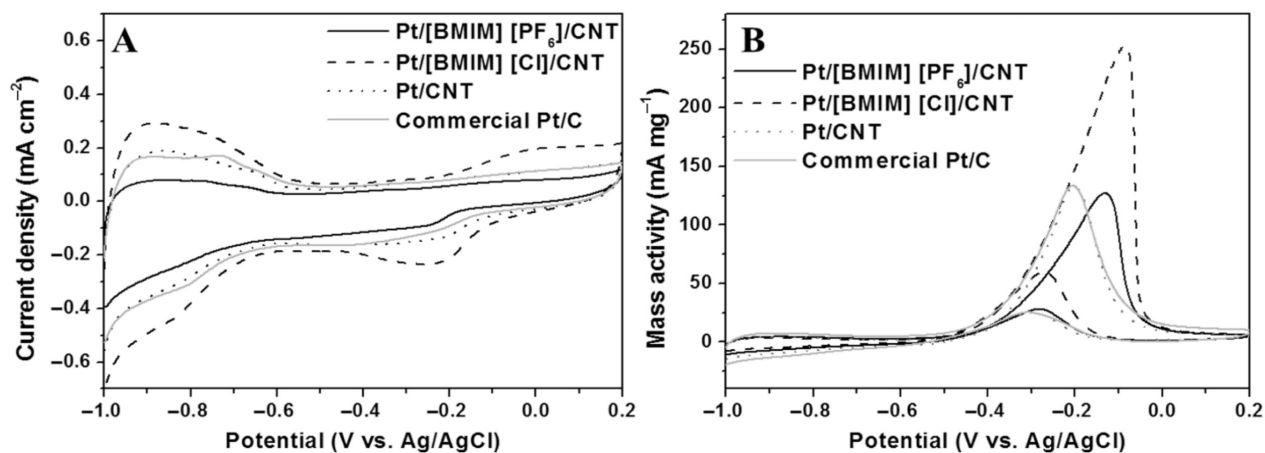 A
Pt/[BMIM] [PF6]/CNT
Pt/[BMIM] [Cl]/CNT
Pt/CNT
Commercial Pt/C
Current density (mA cm−2)
0.6
0.4
0.2
0.0
−0.2
−0.4
−0.6
−1.0 −0.8 −0.6 −0.4 −0.2 0.0 0.2
Potential (V vs. Ag/AgCl)
B
Pt/[BMIM] [PF6]/CNT
Pt/[BMIM] [Cl]/CNT
Pt/CNT
Commercial Pt/C
Mass activity (mA mg−1)
250
200
150
100
50
0
−1.0 −0.8 −0.6 −0.4 −0.2 0.0 0.2
Potential (V vs. Ag/AgCl)